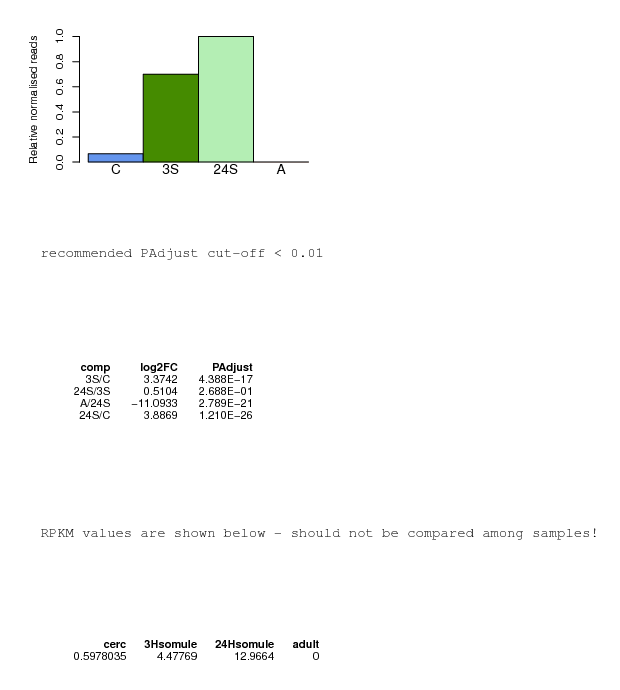 Relative normalised reads
1.0
0.8
0.6
0.4
0.2
0.0
C 3S 24S A
recommended PAdjust cut-off < 0.01
comp log2FC PAdjust
3S/C 3.3742 4.388E−17
24S/3S 0.5104 2.688E−01
A/24S −11.0933 2.789E−21
24S/C 3.8869 1.210E−26
RPKM values are shown below - should not be compared among samples!
cerc 3Hsomule 24Hsomule adult
0.5978035 4.47769 12.9664 0